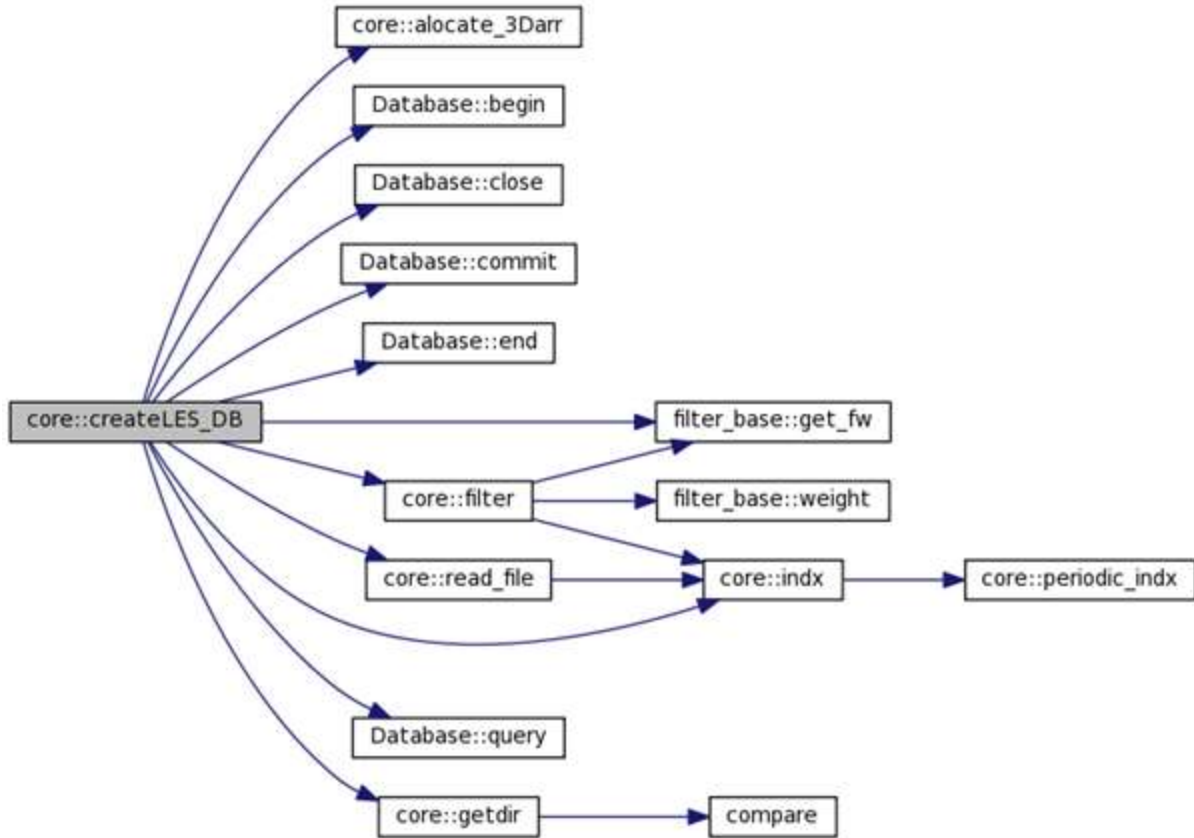 core::alocate_3Darr
Database::begin
Database::close
Database::commit
Database::end
core::createLES_DB
filter_base::get_fw
core::filter
filter_base::weight
core::read_file
core::indx
core::periodic_indx
Database::query
core::getdir
compare